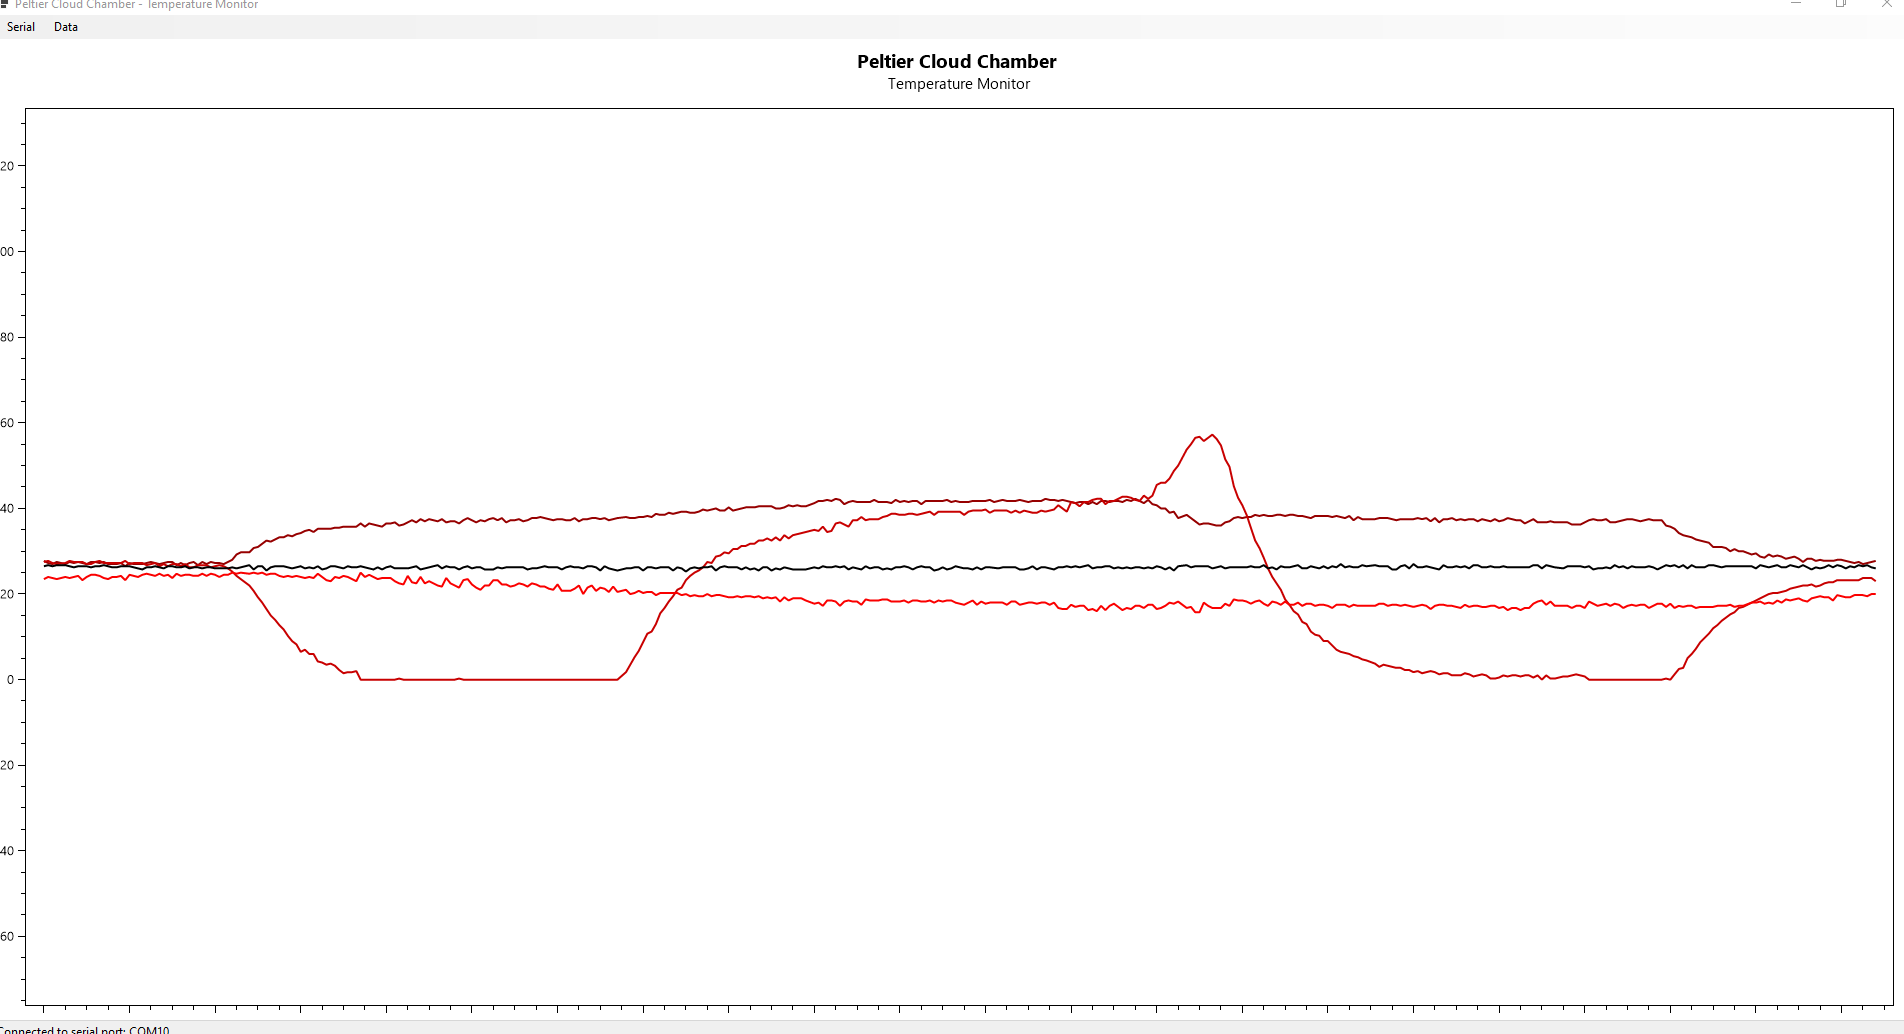 Peltier Cloud Chamber - Temperature Monitor
Serial Data
Peltier Cloud Chamber
Temperature Monitor
20
00
80
60
40
20
0
20
40
60
onnected to serial port: COM10